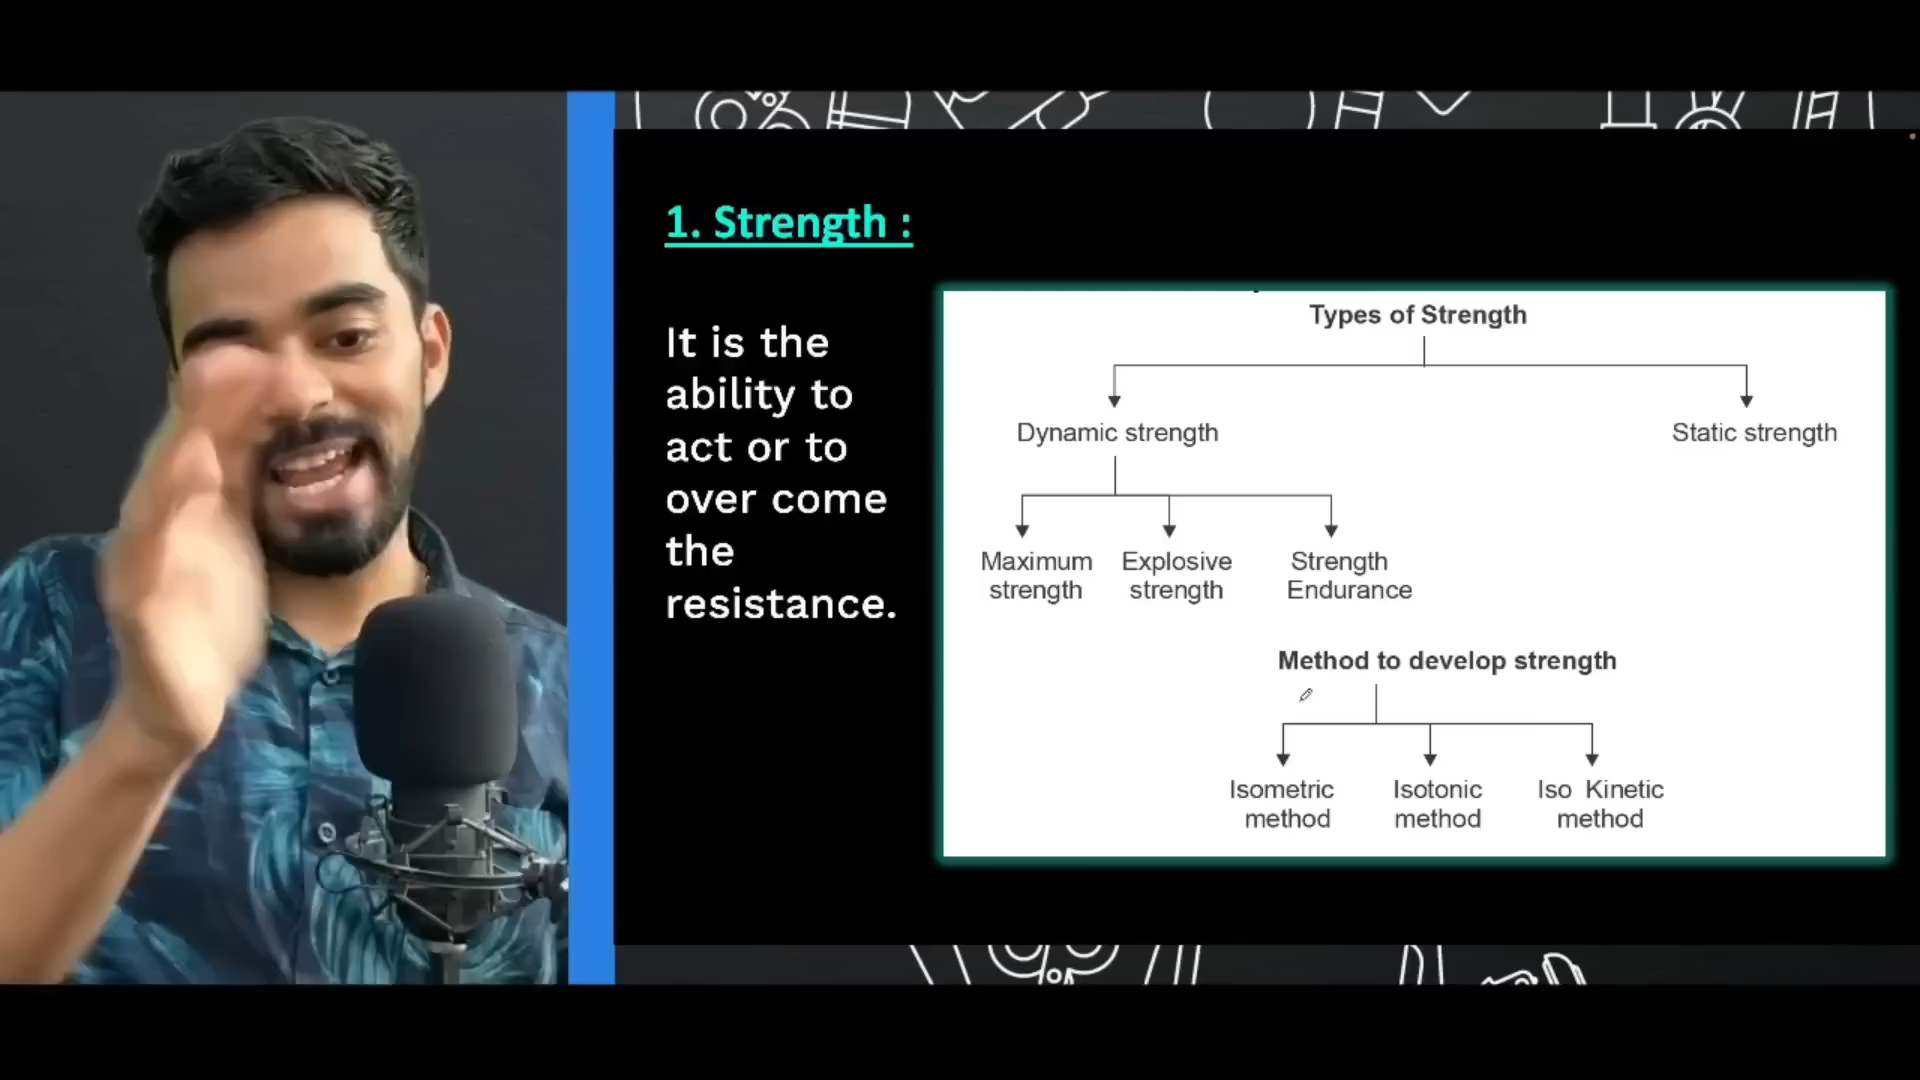 1. Strength :
It is the
ability to
act or to
over come
the
resistance.
Types of Strength
Dynamic strength
Static strength
Maximum
strength
Explosive
strength
Strength
Endurance
Method to develop strength
Isometric
method
Isotonic
method
Iso Kinetic
method